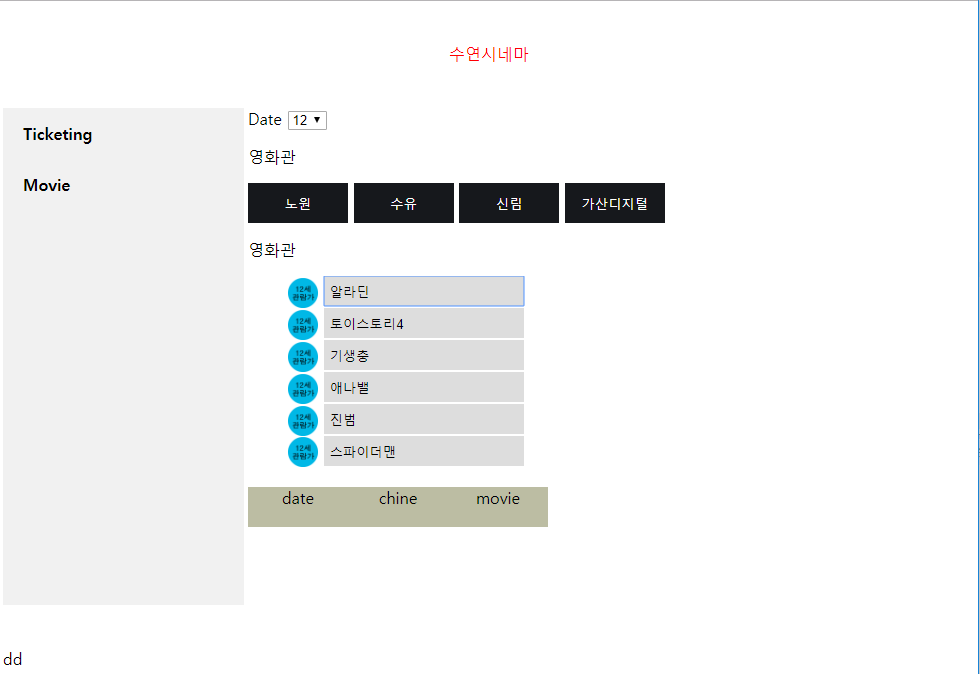 수연시네마
Ticketing
Movie
Date 12
영화관
노원 수유 신림 가산디지털
영화관
12세 관람가 알라딘
12세 관람가 토이스토리4
12세 관람가 기생충
12세 관람가 애나밸
12세 관람가 진범
12세 관람가 스파이더맨
date chine movie
dd